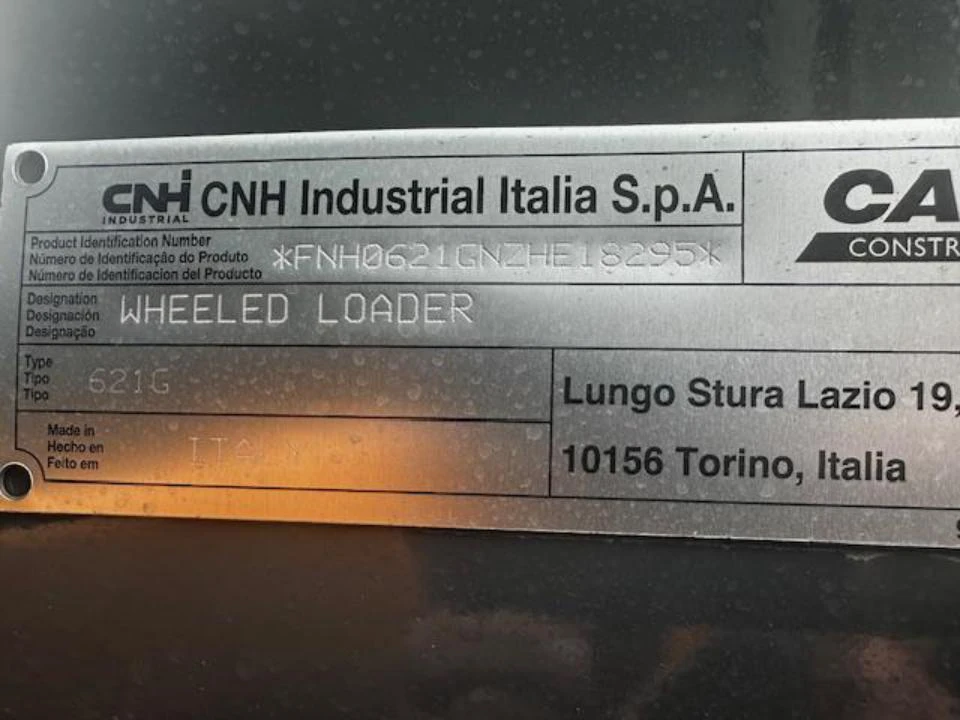 CNH INDUSTRIAL CNH Industrial Italia S.p.A.
CA
CONSTR
Product Identification Number
Número de Identificação do Produto
Número de Identificacion del Producto
*FNH0621GNZHE18295*
Designation
Designación
Designação
WHEELED LOADER
Type
Tipo
Tipo
621G
Made in
Hecho en
Feito em
ITALY
Lungo Stura Lazio 19,
10156 Torino, Italia